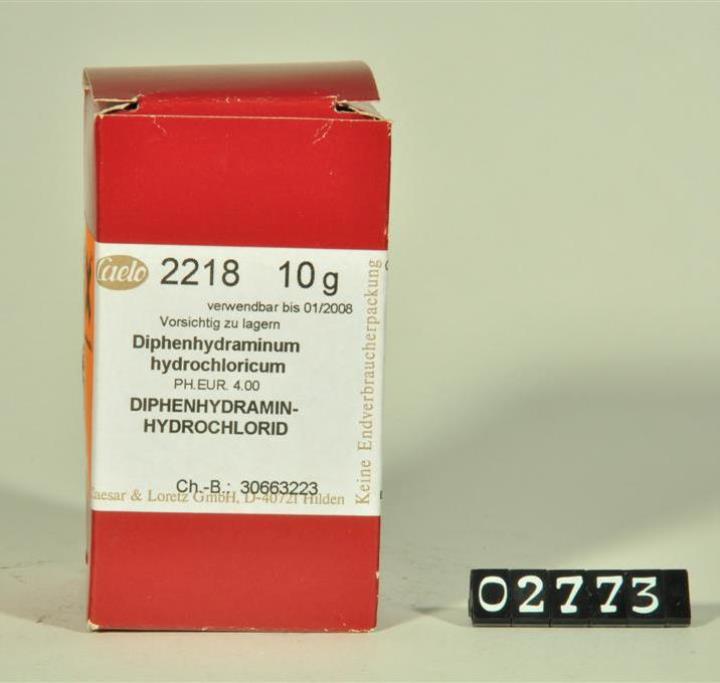 Caelo 2218 10 g
verwendbar bis 01/2008
Vorsichtig zu lagern
Diphenhydraminum
hydrochloricum
PH.EUR. 4.00
DIPHENHYDRAMIN-
HYDROCHLORID
Ch.-B.: 30663223
Caesar & Loretz GmbH, D-40721 Hilden
Keine Endverbraucherpackung
02773